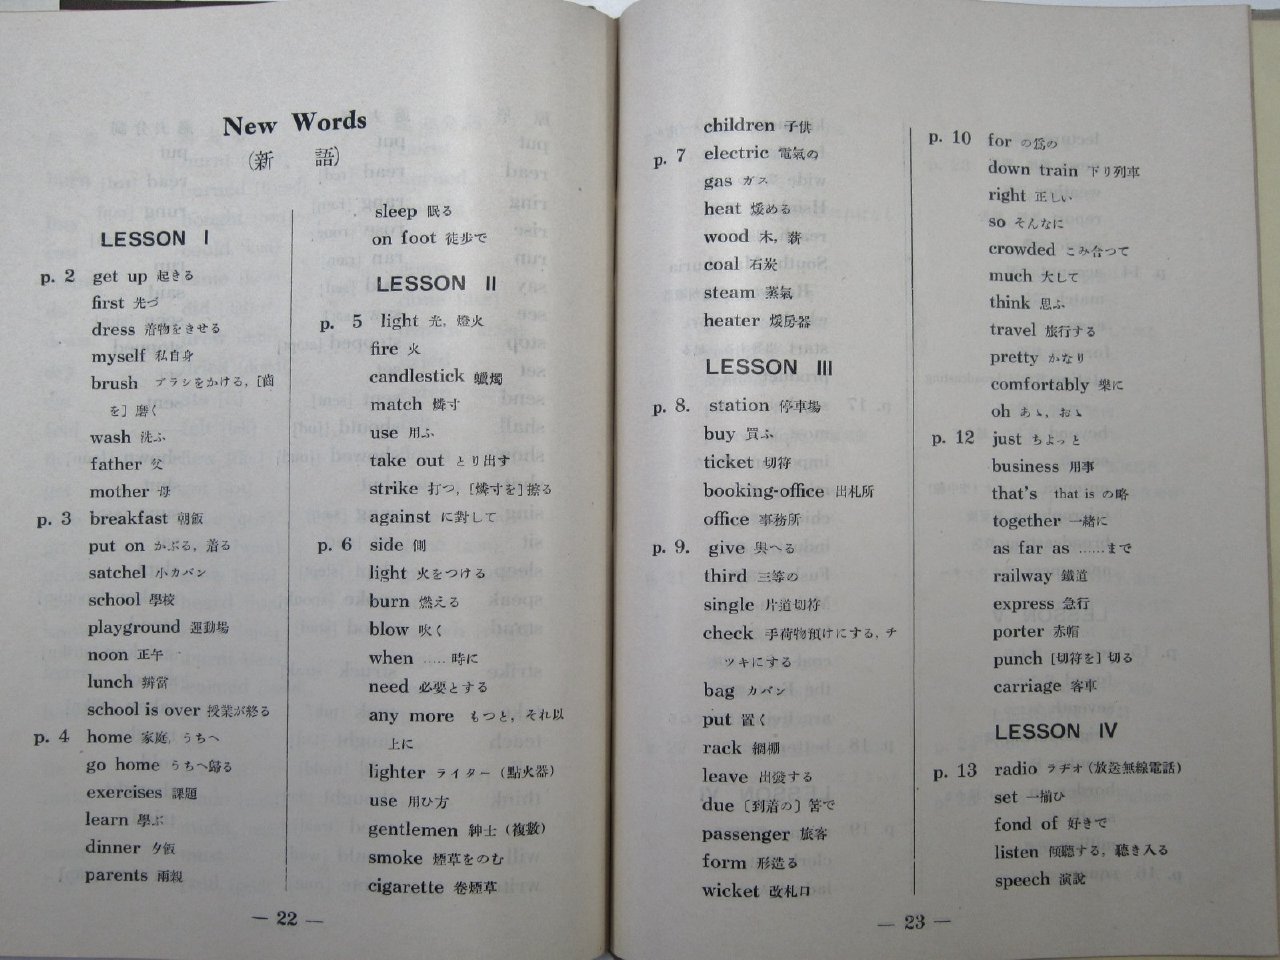 New Words
(新 語)
LESSON I
p. 2 get up 起きる
first 先づ
dress 着物をきせる
myself 私自身
brush ブラシをかける, [齒
を] 磨く
wash 洗ふ
father 父
mother 母
p. 3 breakfast 朝飯
put on かぶる, 着る
satchel 小カバン
school 學校
playground 運動場
noon 正午
lunch 辨當
school is over 授業が終る
p. 4 home 家庭, うちへ
go home うちへ歸る
exercises 課題
learn 學ぶ
dinner 夕飯
parents 兩親
sleep 眠る
on foot 徒歩で
LESSON II
p. 5 light 光, 燈火
fire 火
candlestick 蠟燭
match 燐寸
use 用ふ
take out とり出す
strike 打つ, [燐寸を] 擦る
against に對して
p. 6 side 側
light 火をつける
burn 燃える
blow 吹く
when ..... 時に
need 必要とする
any more もつと, それ以
上に
lighter ライター (點火器)
use 用ひ方
gentlemen 紳士 (複數)
smoke 煙草をのむ
cigarette 卷煙草
— 22 —
children 子供
p. 7 electric 電氣の
gas ガス
heat 煖める
wood 木, 薪
coal 石炭
steam 蒸氣
heater 煖房器
LESSON III
p. 8. station 停車場
buy 買ふ
ticket 切符
booking-office 出札所
office 事務所
p. 9. give 與へる
third 三等の
single 片道切符
check 手荷物預けにする, チ
ツキにする
bag カバン
put 置く
rack 網棚
leave 出發する
due [到着の] 筈で
passenger 旅客
form 形造る
wicket 改札口
p. 10 for の爲の
down train 下り列車
right 正しい
so そんなに
crowded こみ合つて
much 大して
think 思ふ
travel 旅行する
pretty かなり
comfortably 樂に
oh あゝ, おゝ
p. 12 just ちよつと
business 用事
that's that is の略
together 一緒に
as far as ......まで
railway 鐵道
express 急行
porter 赤帽
punch [切符を] 切る
carriage 客車
LESSON IV
p. 13 radio ラヂオ (放送無線電話)
set 一揃ひ
fond of 好きで
listen 傾聽する, 聽き入る
speech 演說
— 23 —